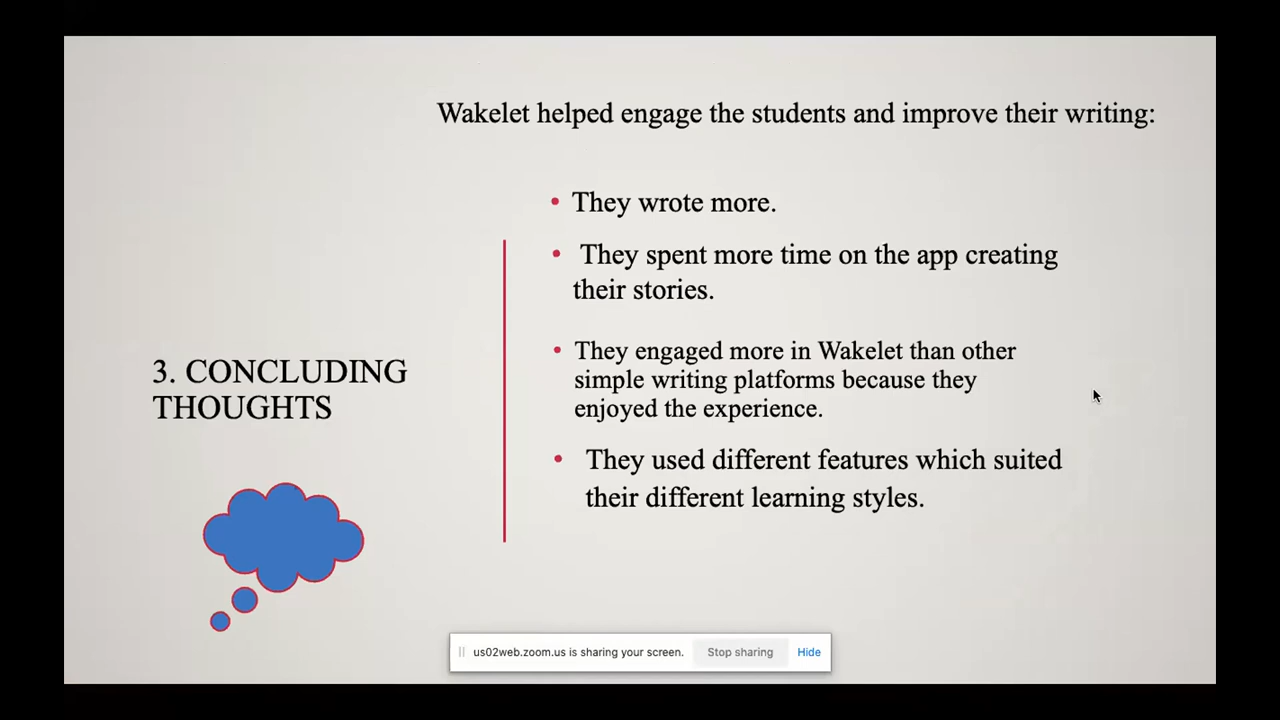 Wakelet helped engage the students and improve their writing:
• They wrote more.
• They spent more time on the app creating
their stories.
• They engaged more in Wakelet than other
simple writing platforms because they
enjoyed the experience.
• They used different features which suited
their different learning styles.
3. CONCLUDING
THOUGHTS
us02web.zoom.us is sharing your screen. Stop sharing Hide